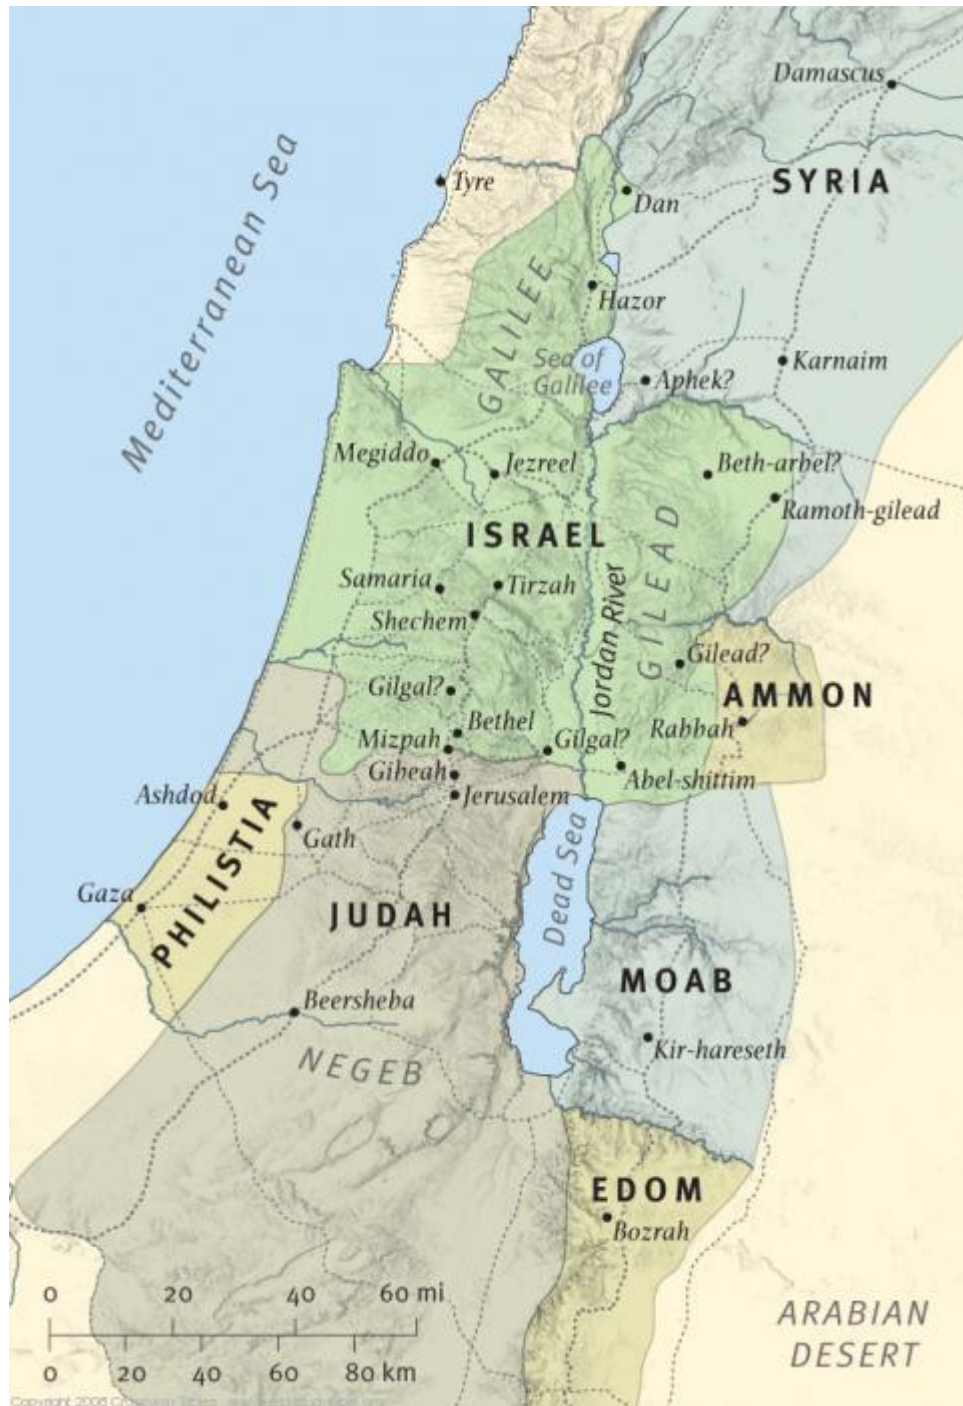 Damascus
SYRIA
Tyre
Dan
Mediterranean Sea
GALILEE
Hazor
Sea of
Galilee
Karnaim
Aphek?
Megiddo
Jezreel
Beth-arbel?
Ramoth-gilead
ISRAEL
GILEAD
Samaria
Tirzah
Jordan River
Shechem
Gilead?
Gilgal?
AMMON
Bethel
Rabbah
Mizpah
Gilgal?
Gibeah
Abel-shittim
Ashdod
Jerusalem
PHILISTIA
Gath
Dead Sea
Gaza
JUDAH
MOAB
Beersheba
Kir-hareseth
NEGEB
EDOM
Bozrah
0 20 40 60 mi
0 20 40 60 80 km
ARABIAN
DESERT
Copyright 2008